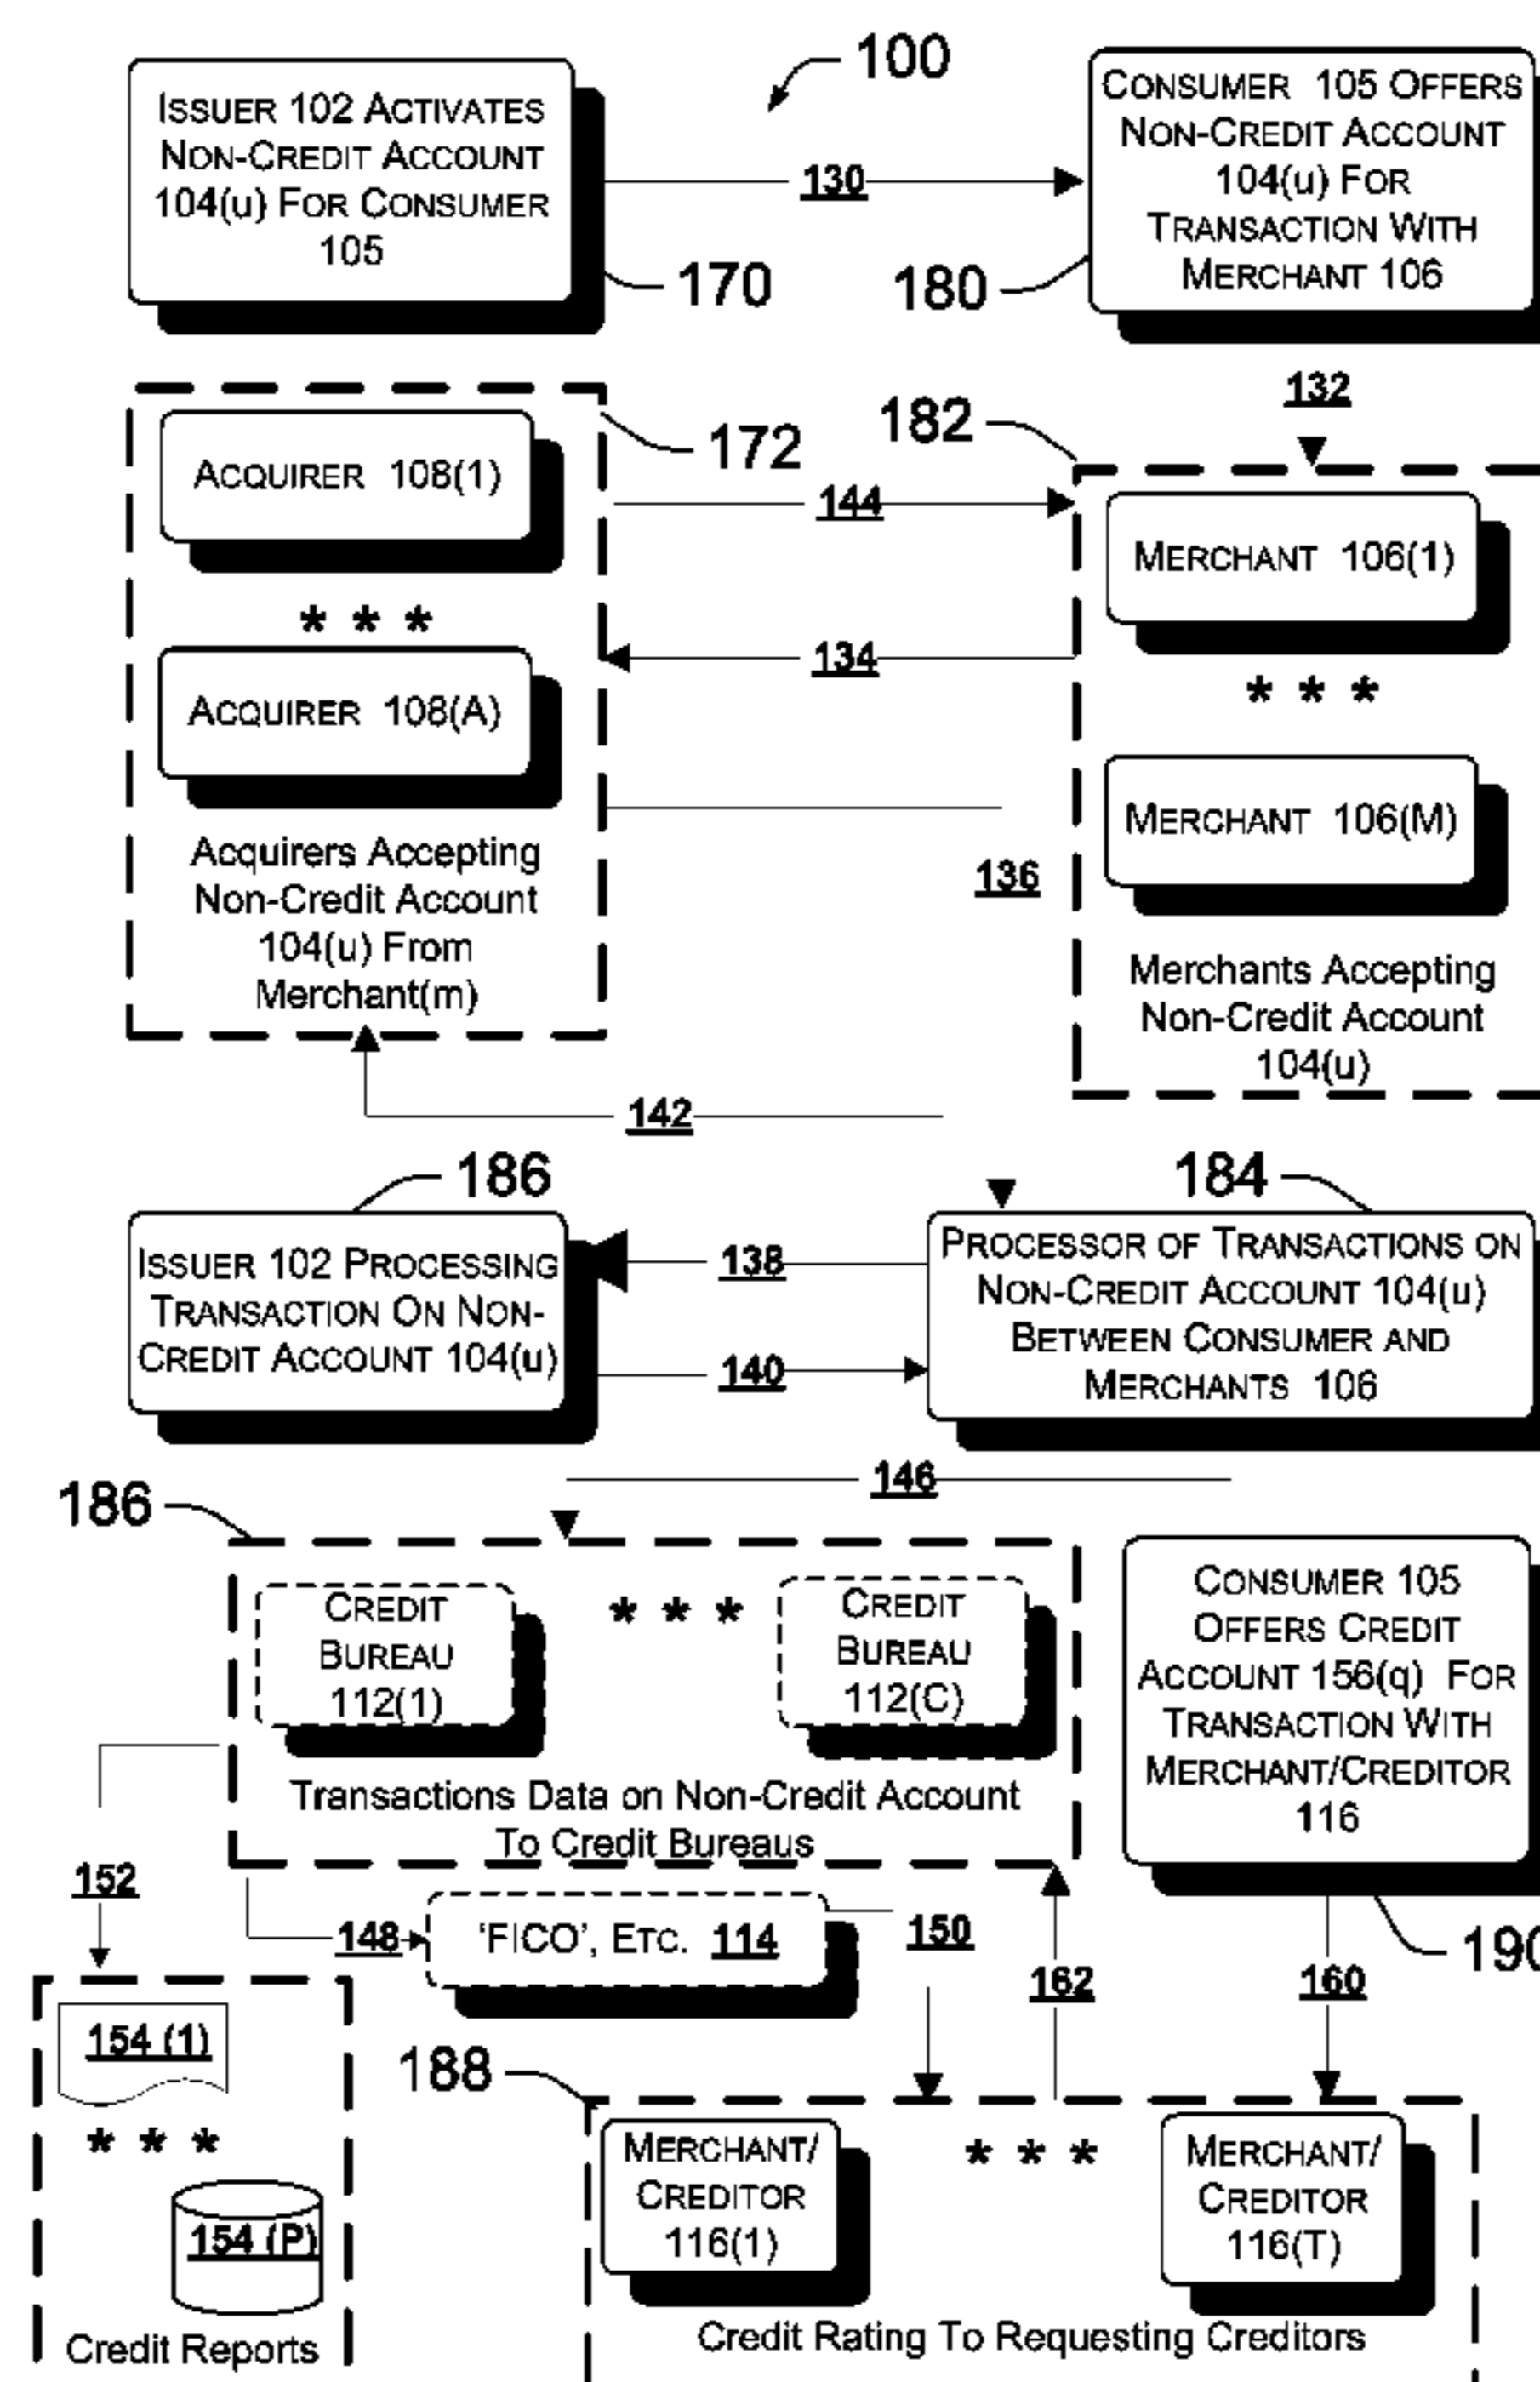 100
ISSUER 102 ACTIVATES
NON-CREDIT ACCOUNT
104(u) FOR CONSUMER
105
170
130
CONSUMER 105 OFFERS
NON-CREDIT ACCOUNT
104(u) FOR
TRANSACTION WITH
MERCHANT 106
180
132
172
ACQUIRER 108(1)
* * *
ACQUIRER 108(A)
Acquirers Accepting
Non-Credit Account
104(u) From
Merchant(m)
144
134
136
182
MERCHANT 106(1)
* * *
MERCHANT 106(M)
Merchants Accepting
Non-Credit Account
104(u)
142
186
ISSUER 102 PROCESSING
TRANSACTION ON NON-
CREDIT ACCOUNT 104(u)
138
140
184
PROCESSOR OF TRANSACTIONS ON
NON-CREDIT ACCOUNT 104(u)
BETWEEN CONSUMER AND
MERCHANTS 106
146
186
CREDIT
BUREAU
112(1)
* * *
CREDIT
BUREAU
112(C)
Transactions Data on Non-Credit Account
To Credit Bureaus
CONSUMER 105
OFFERS CREDIT
ACCOUNT 156(q) FOR
TRANSACTION WITH
MERCHANT/CREDITOR
116
190
152
148
'FICO', ETC. 114
150
162
160
154 (1)
* * *
154 (P)
Credit Reports
188
MERCHANT/
CREDITOR
116(1)
* * *
MERCHANT/
CREDITOR
116(T)
Credit Rating To Requesting Creditors